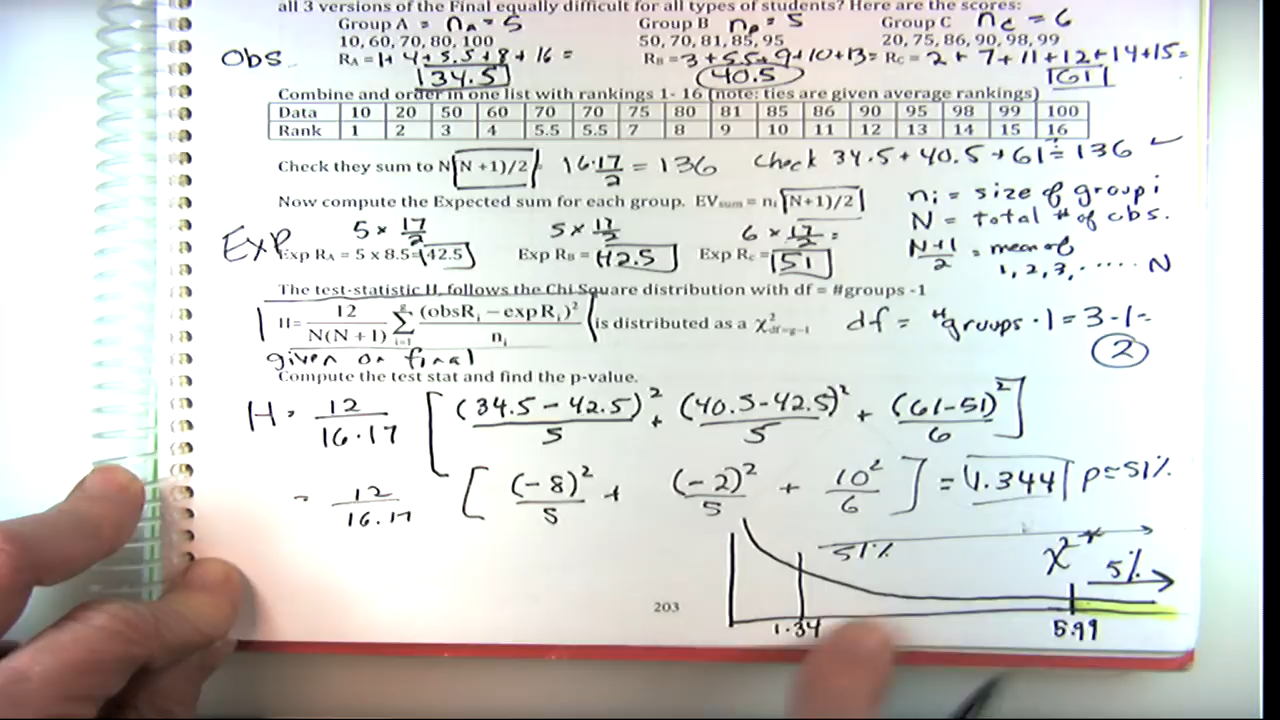 all 3 versions of the Final equally difficult for all types of students? Here are the scores:
Group A = nA = 5 Group B nB = 5 Group C nC = 6
10, 60, 70, 80, 100 50, 70, 81, 85, 95 20, 75, 86, 90, 98, 99
Obs RA = 1 + 4 + 5.5 + 8 + 16 = RB = 3 + 5.5 + 9 + 10 + 13 = RC = 2 + 7 + 11 + 12 + 14 + 15 =
34.5 40.5 61
Combine and order in one list with rankings 1- 16 (note: ties are given average rankings)
Data 10 20 50 60 70 70 75 80 81 85 86 90 95 98 99 100
Rank 1 2 3 4 5.5 5.5 7 8 9 10 11 12 13 14 15 16
Check they sum to N(N+1)/2 16·17/2 = 136 Check 34.5 + 40.5 + 61 = 136 ✓
Now compute the Expected sum for each group. EVsum = ni (N+1)/2
ni = size of group i
N = total # of obs.
N+1/2 = mean of 1, 2, 3, ..... N
Exp 5 × 17/2 5 × 17/2 6 × 17/2 =
Exp RA = 5 x 8.5= 42.5 Exp RB = 42.5 Exp RC = 51
The test-statistic H, follows the Chi Square distribution with df = #groups -1
H= 12/N(N+1) Σ i=1 g (obsRi − expRi)²/ni is distributed as a χ² df=g−1 df = #groups - 1 = 3-1=
2
given on final
Compute the test stat and find the p-value.
H = 12/16·17 [ (34.5-42.5)²/5 + (40.5-42.5)²/5 + (61-51)²/6 ]
= 12/16.17 [ (-8)²/5 + (-2)²/5 + 10²/6 ] = 1.344 p=51%
51% χ²* 5%
1.34 5.99
203